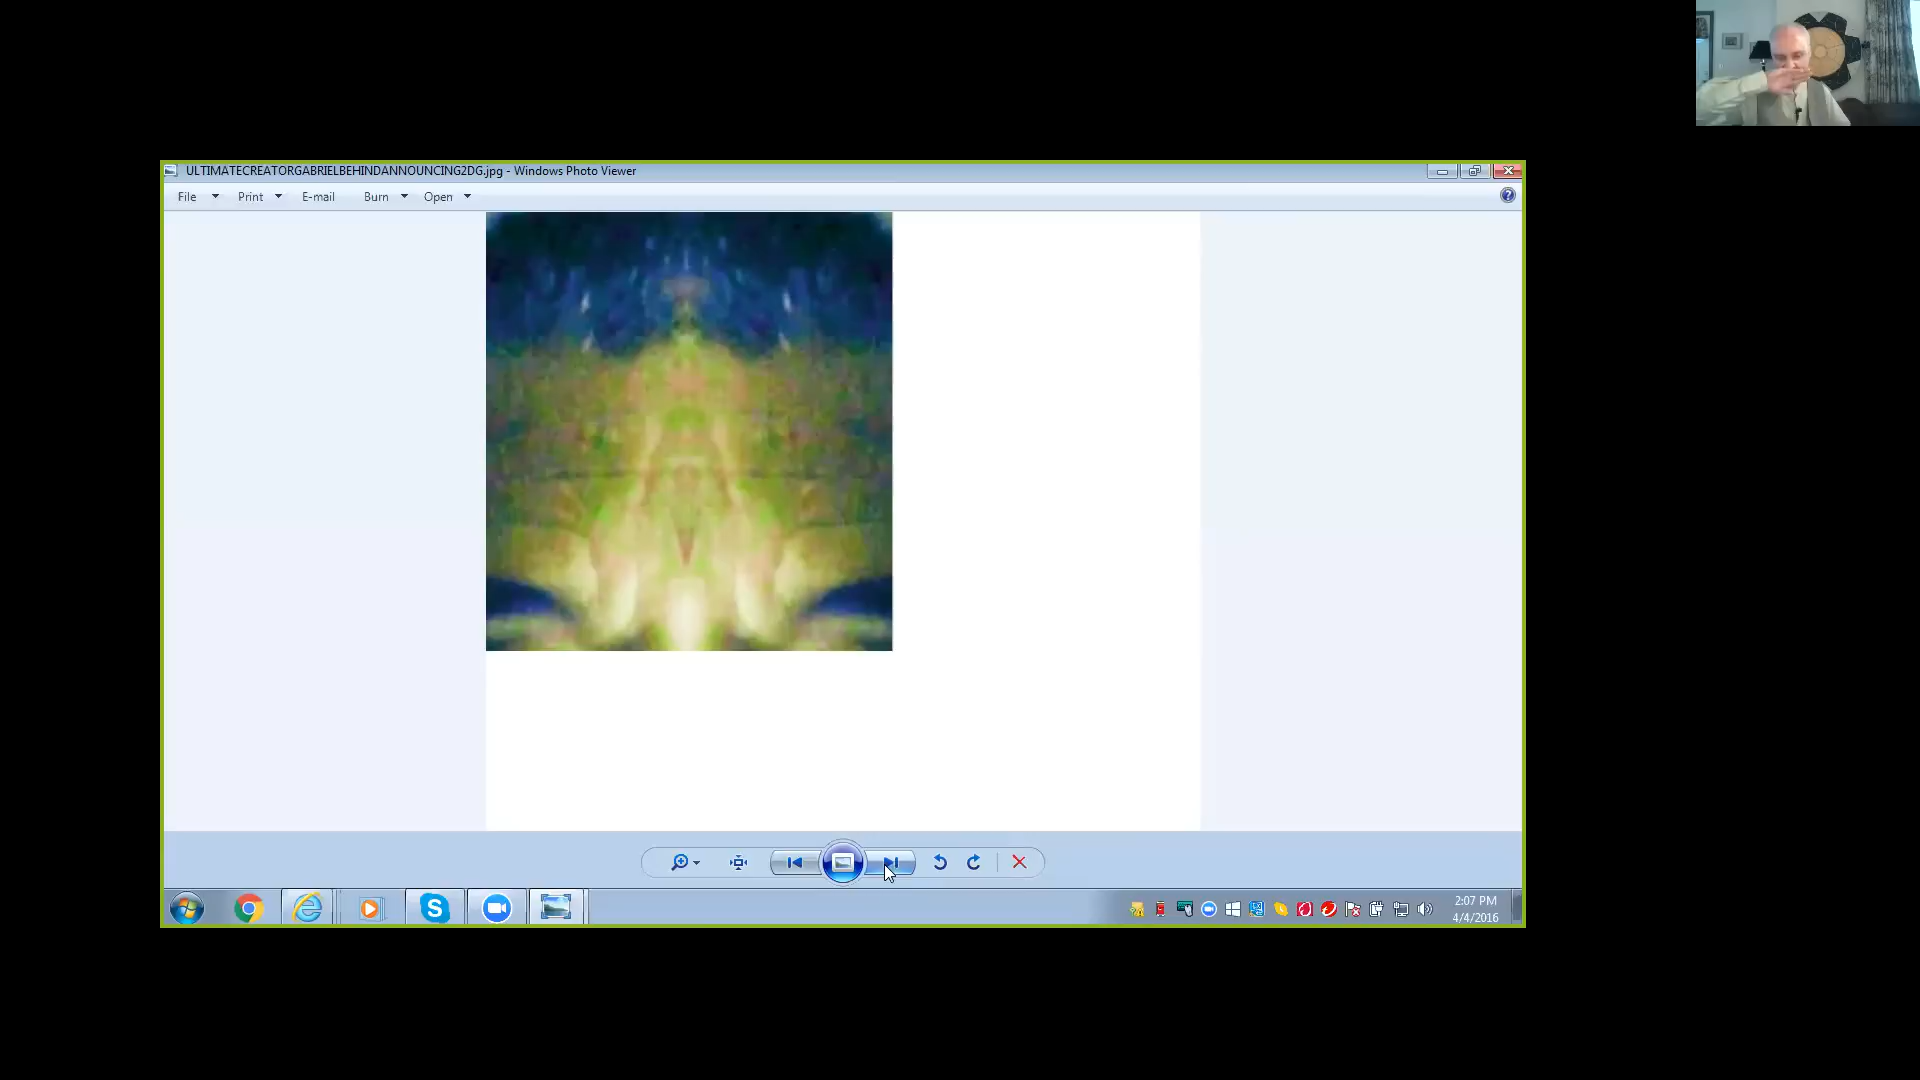 ULTIMATECREATORGABRIELBEHINDANNOUNCING2DG.jpg - Windows Photo Viewer
File Print E-mail Burn Open
2:07 PM
4/4/2016